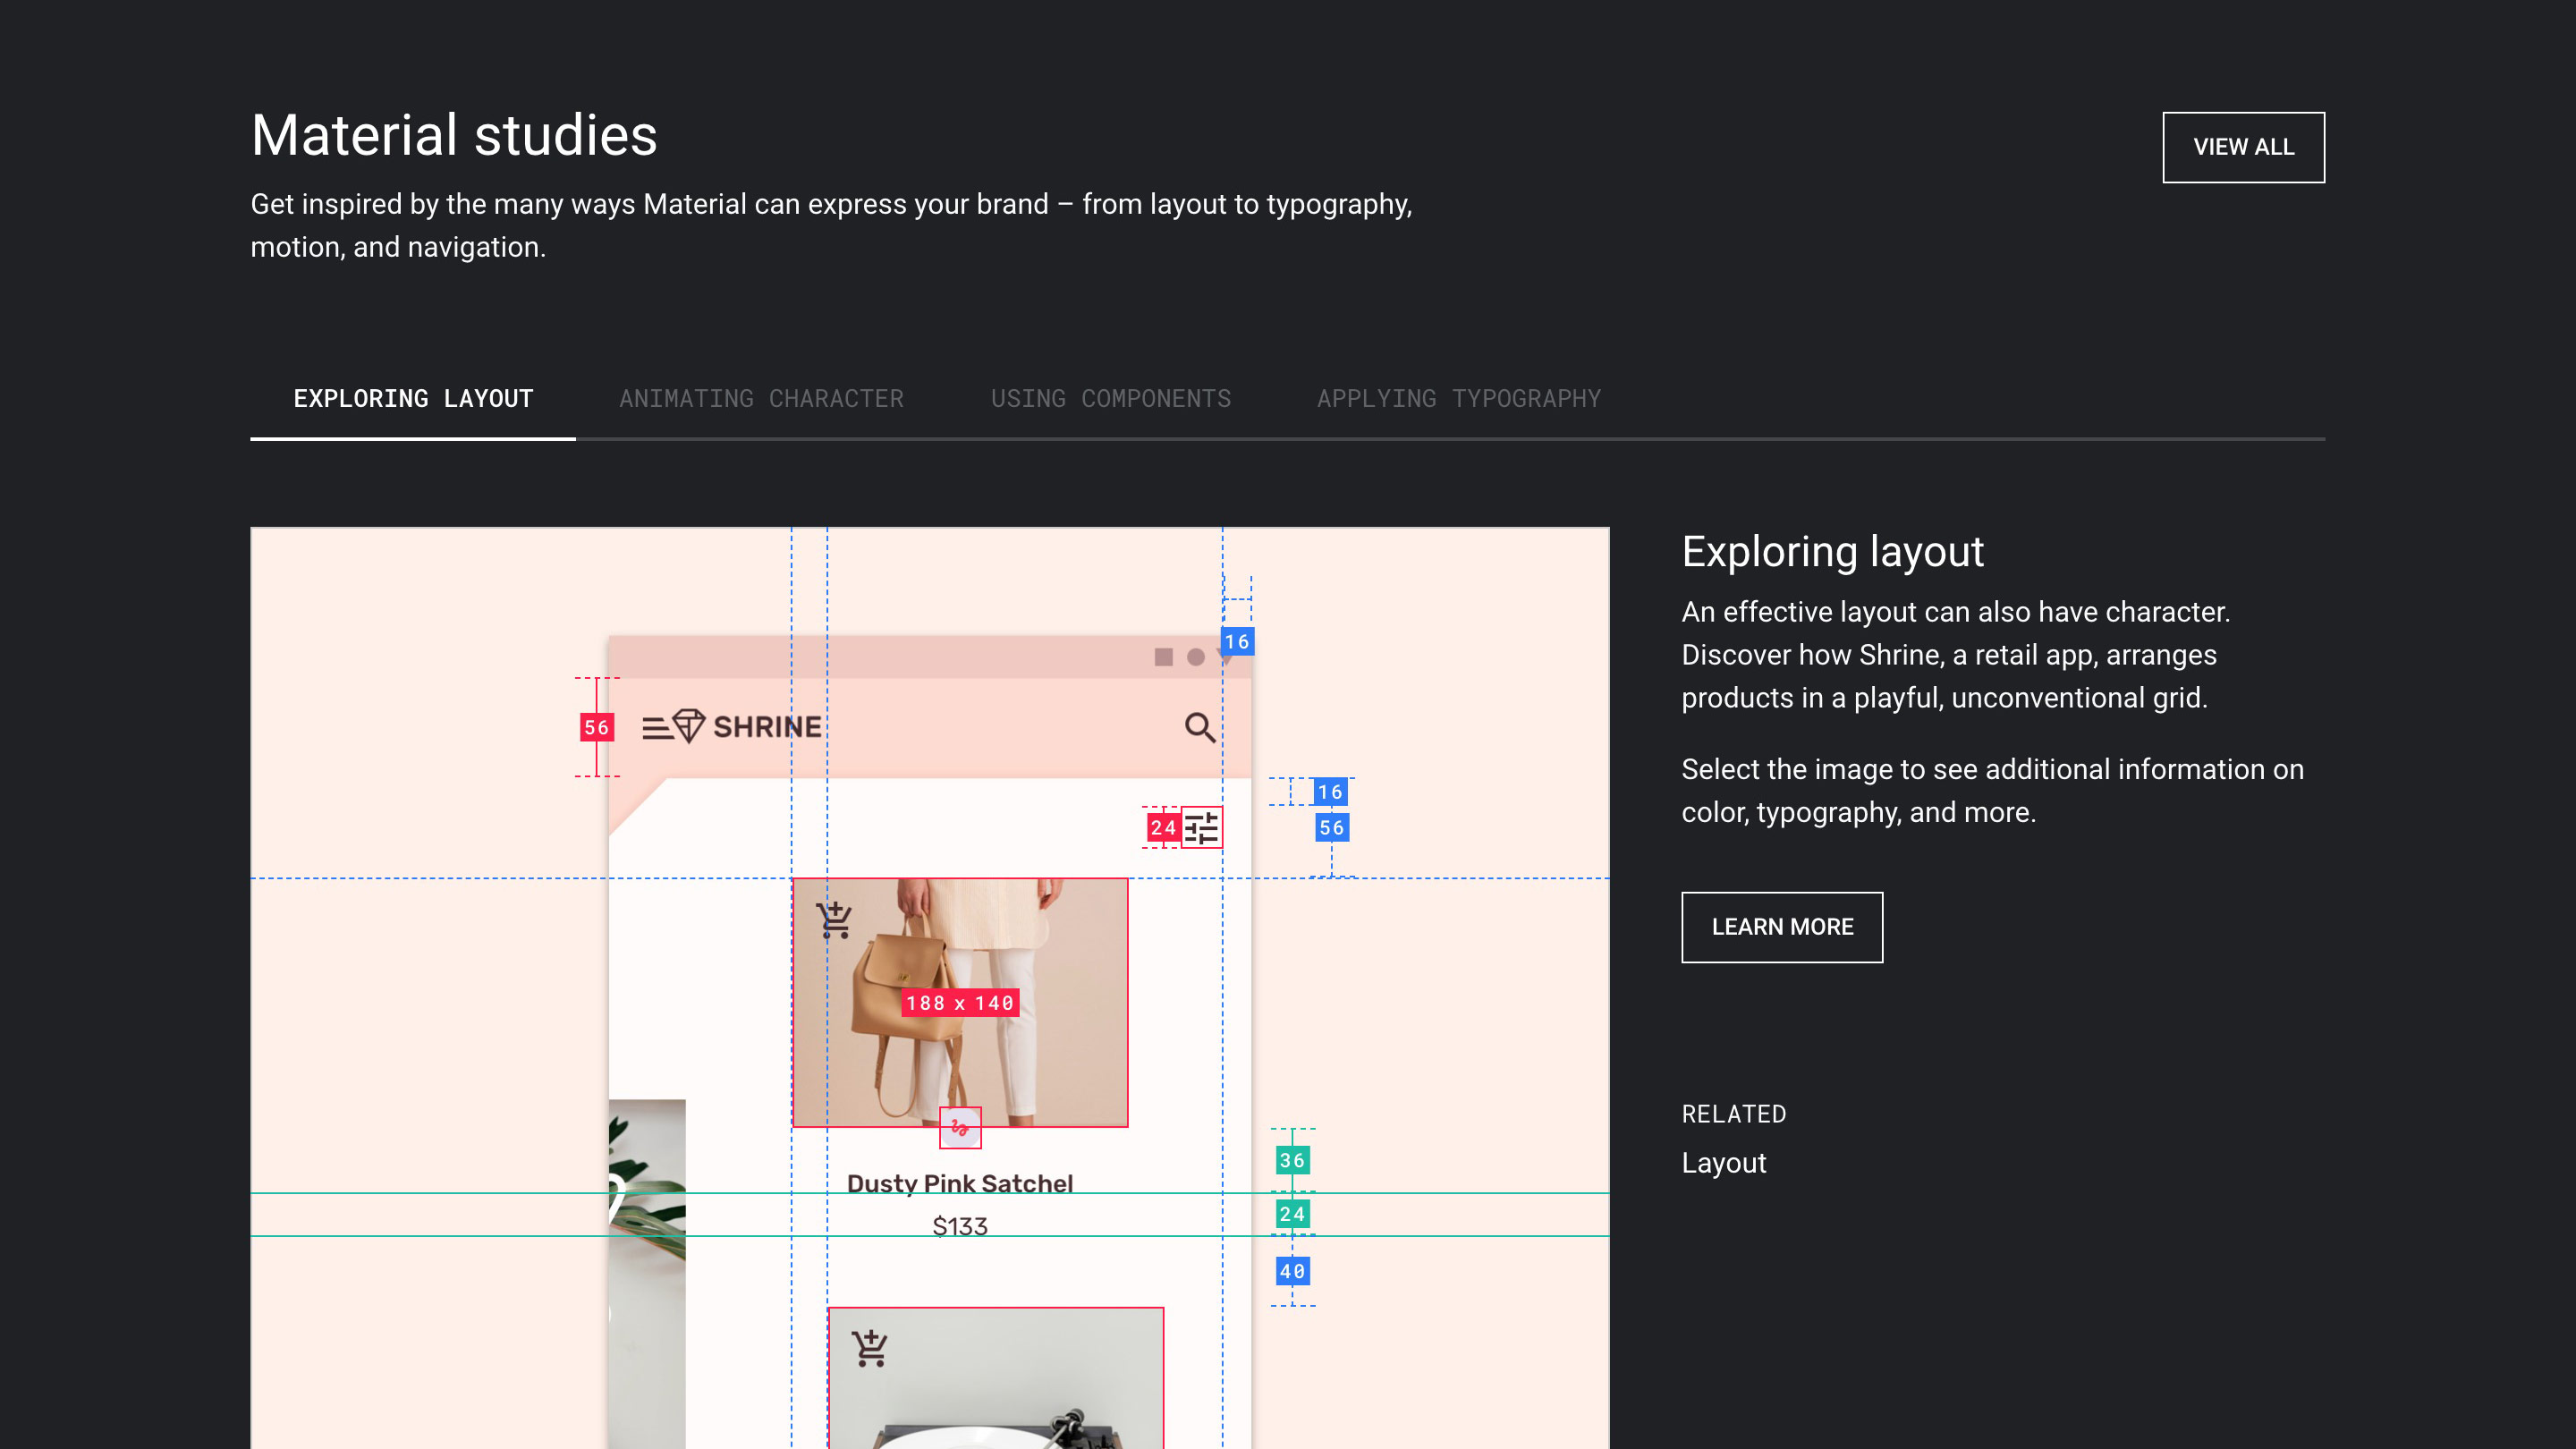 Material studies
VIEW ALL
Get inspired by the many ways Material can express your brand – from layout to typography,
motion, and navigation.
EXPLORING LAYOUT
ANIMATING CHARACTER
USING COMPONENTS
APPLYING TYPOGRAPHY
16
56
SHRINE
16
24
56
188 x 140
36
Dusty Pink Satchel
24
$133
40
Exploring layout
An effective layout can also have character.
Discover how Shrine, a retail app, arranges
products in a playful, unconventional grid.
Select the image to see additional information on
color, typography, and more.
LEARN MORE
RELATED
Layout